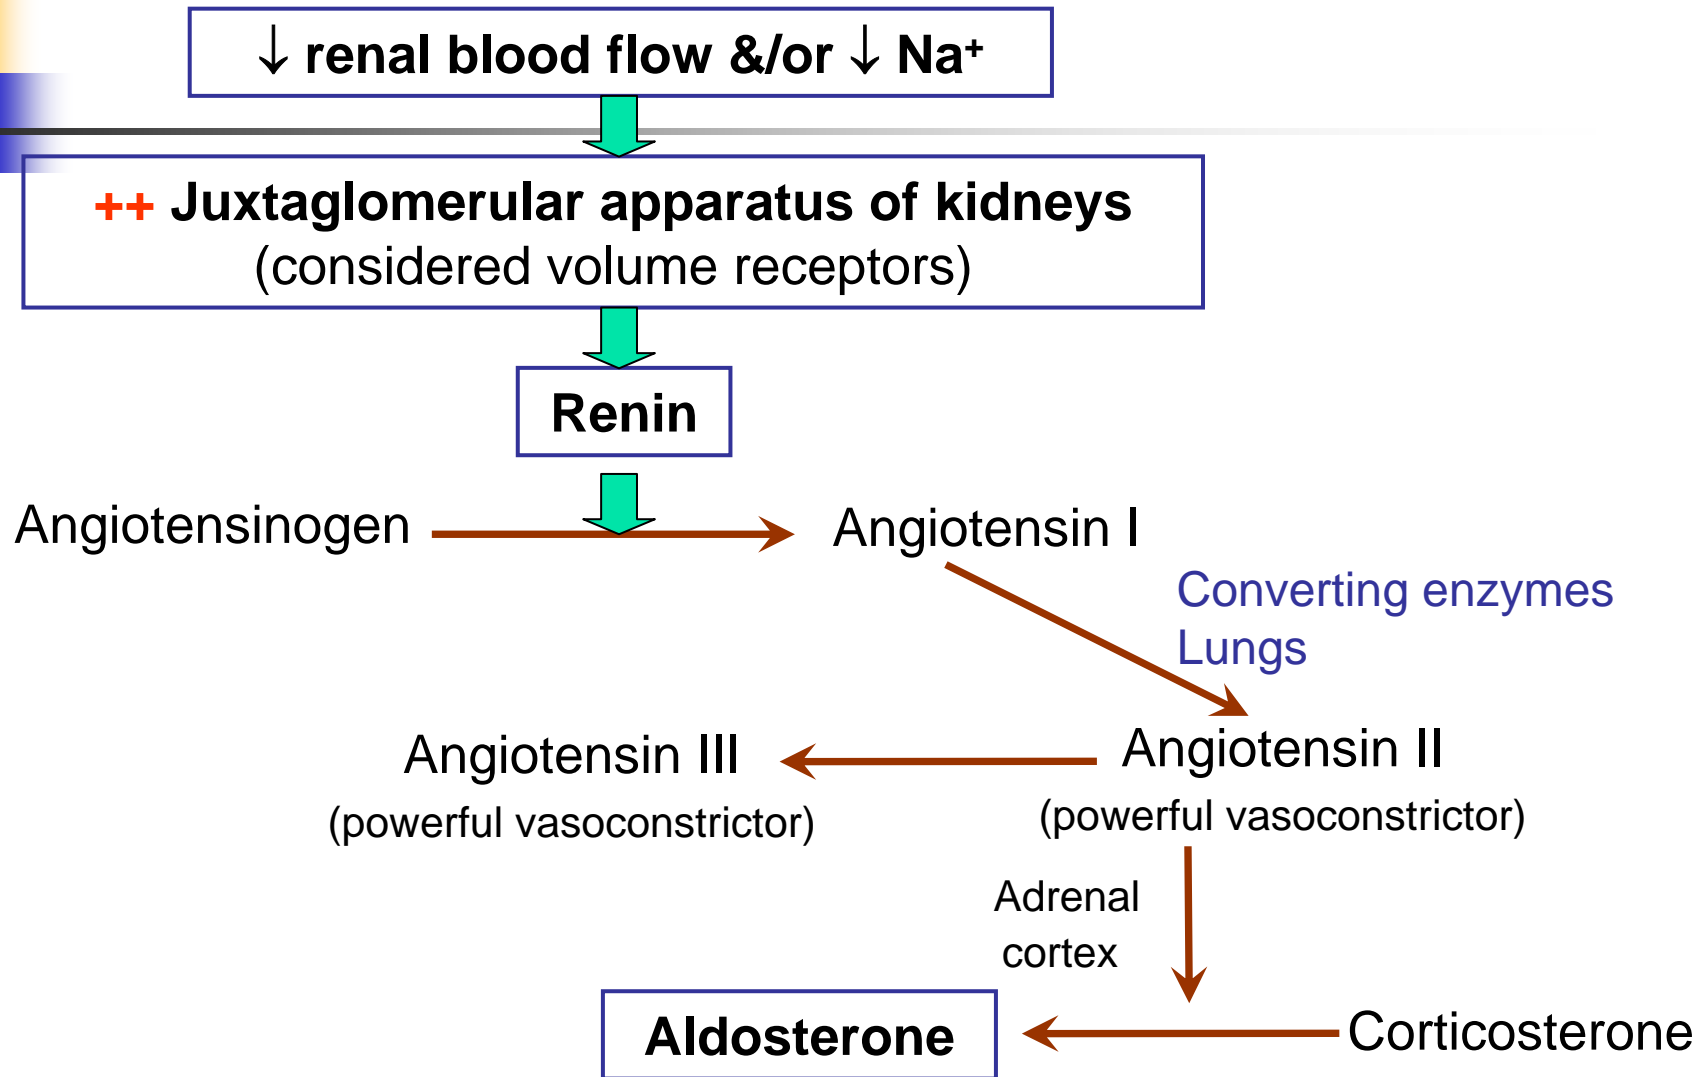 ↓ renal blood flow &/or ↓ Na⁺
++ Juxtaglomerular apparatus of kidneys
(considered volume receptors)
Renin
Angiotensinogen
Angiotensin I
Converting enzymes
Lungs
Angiotensin III
(powerful vasoconstrictor)
Angiotensin II
(powerful vasoconstrictor)
Adrenal
cortex
Aldosterone
Corticosterone